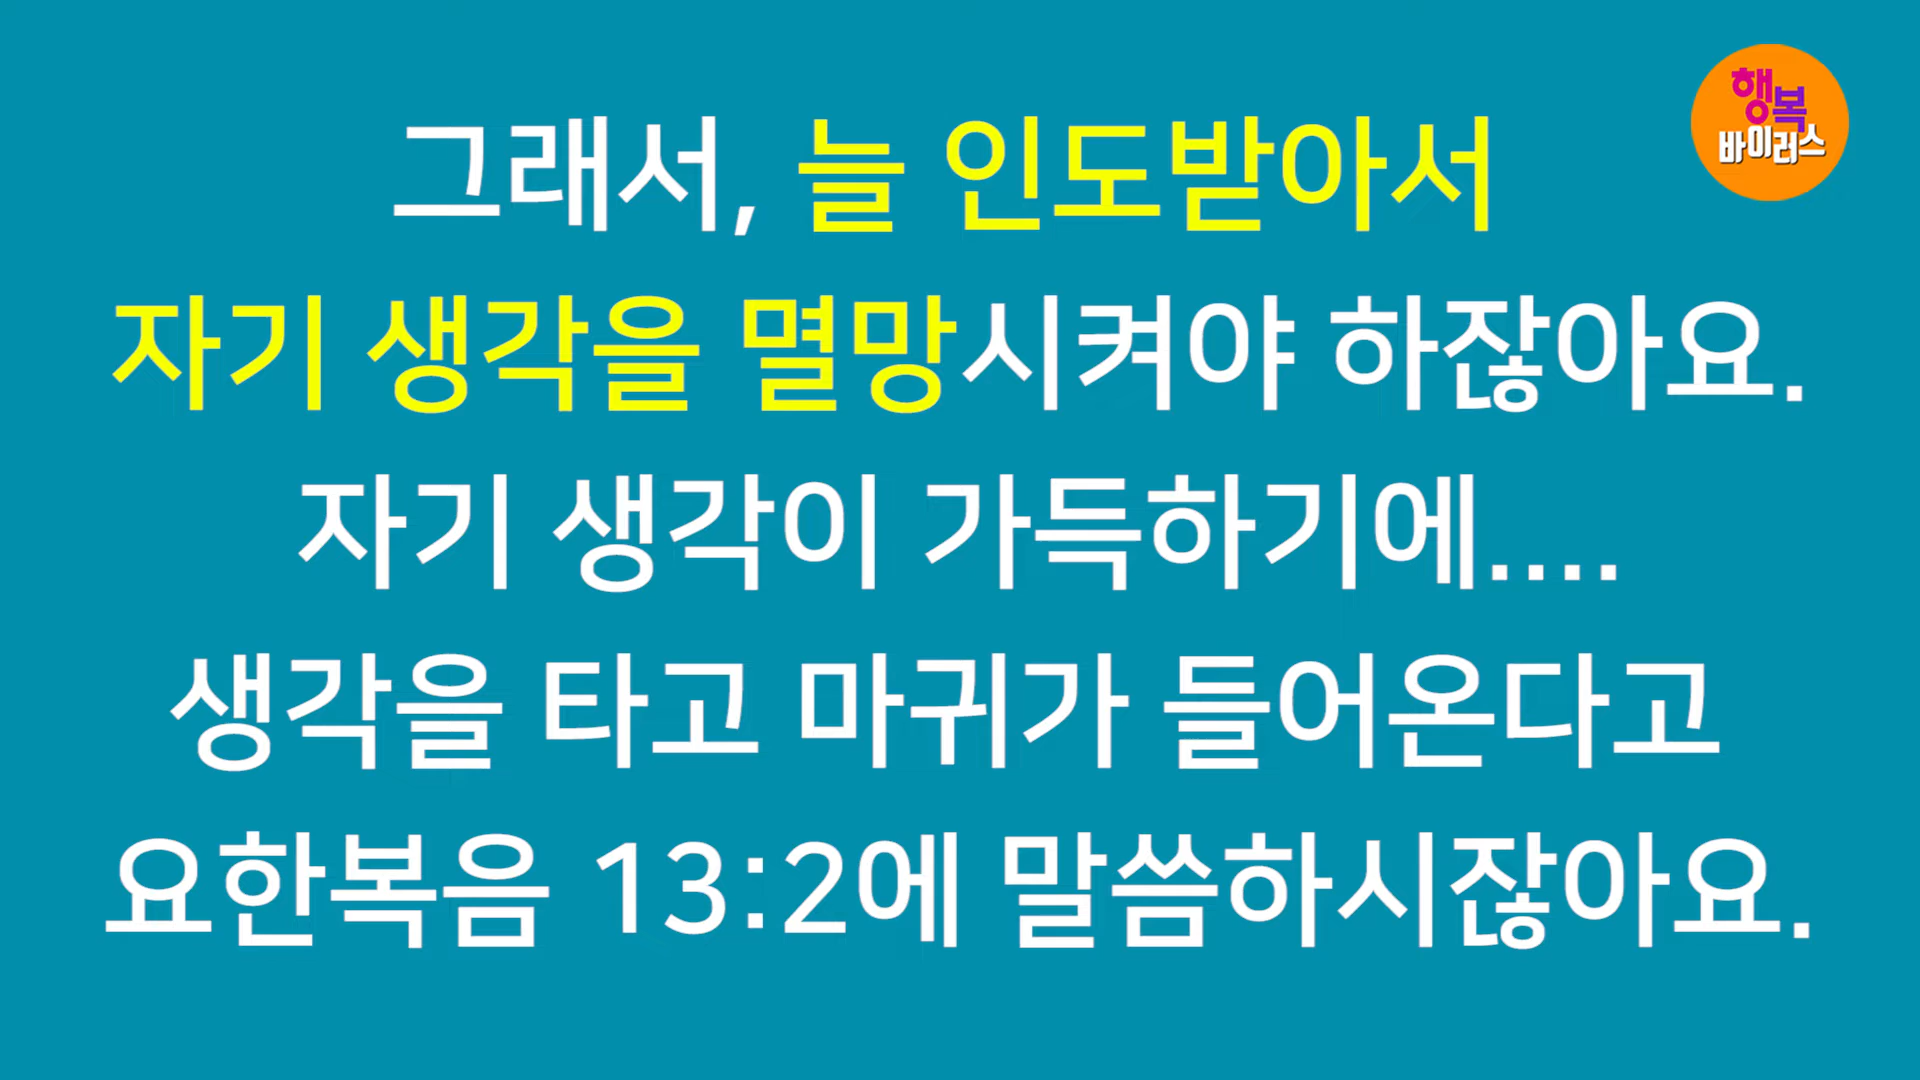 행복
바이러스
그래서, 늘 인도받아서
자기 생각을 멸망시켜야 하잖아요.
자기 생각이 가득하기에....
생각을 타고 마귀가 들어온다고
요한복음 13:2에 말씀하시잖아요.